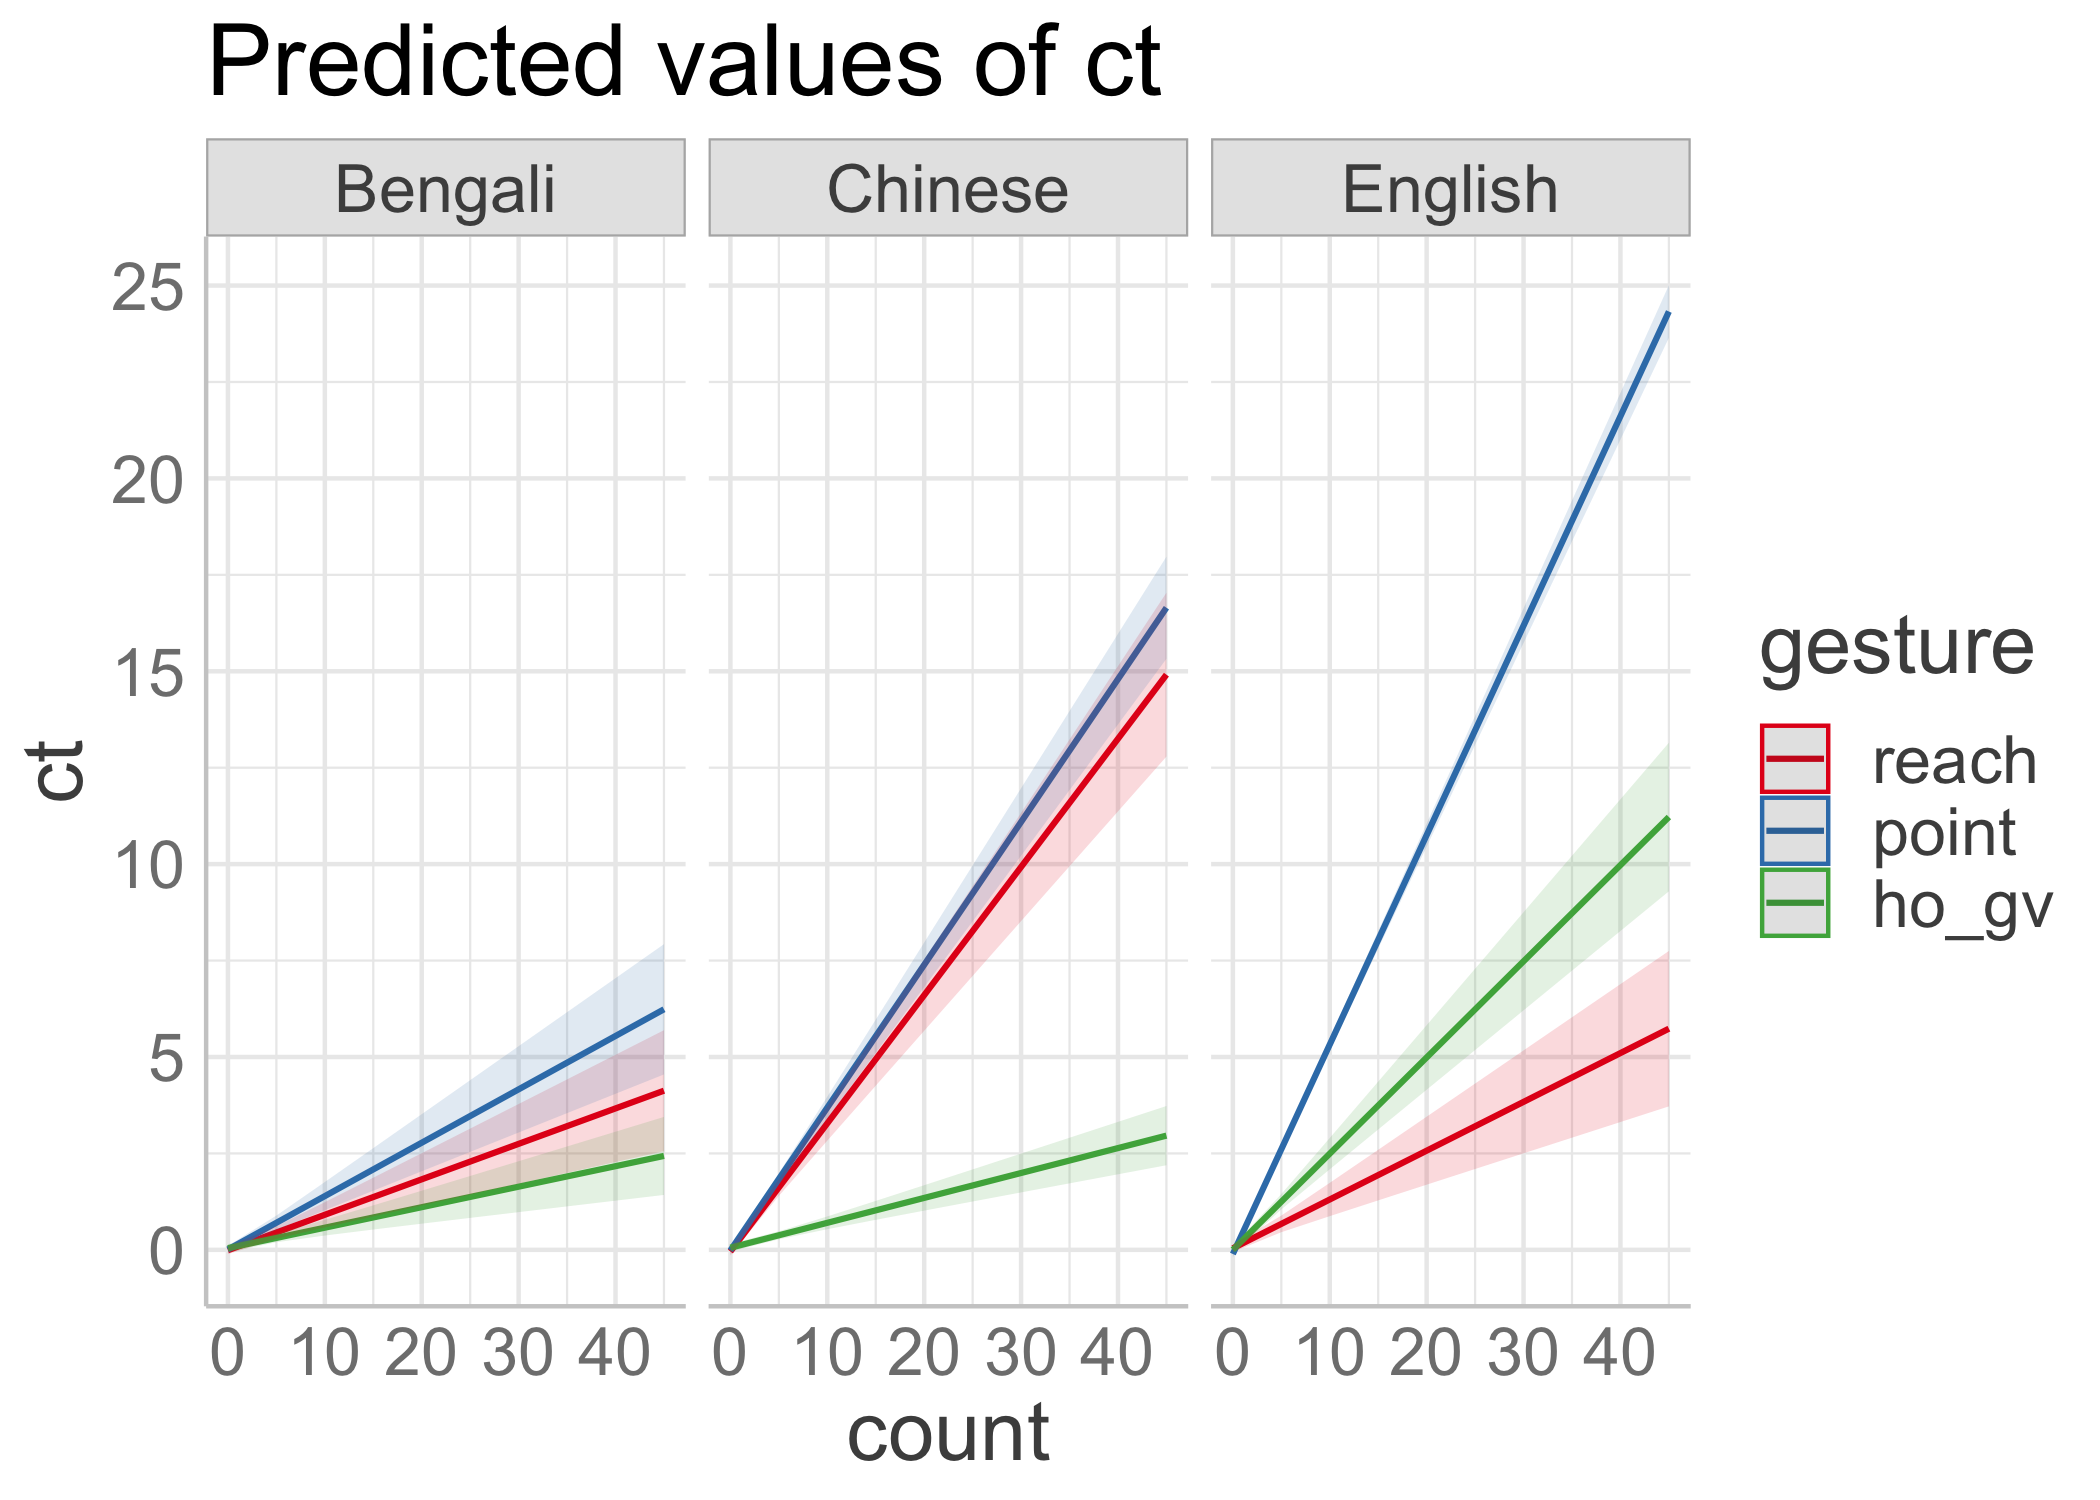 Predicted values of ct
Bengali Chinese English
25
20
15
10
5
0
ct
0 10 20 30 40 0 10 20 30 40 0 10 20 30 40
count
gesture
reach
point
ho_gv